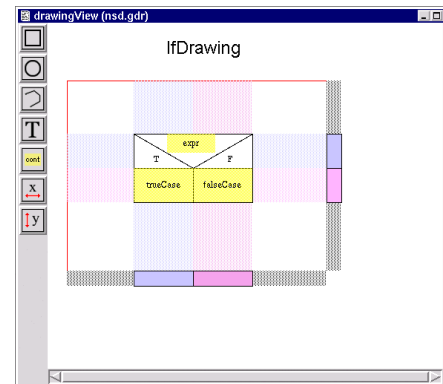 drawingView (nsd.gdr)
IfDrawing
T
cont
x
y
expr
T F
trueCase falseCase